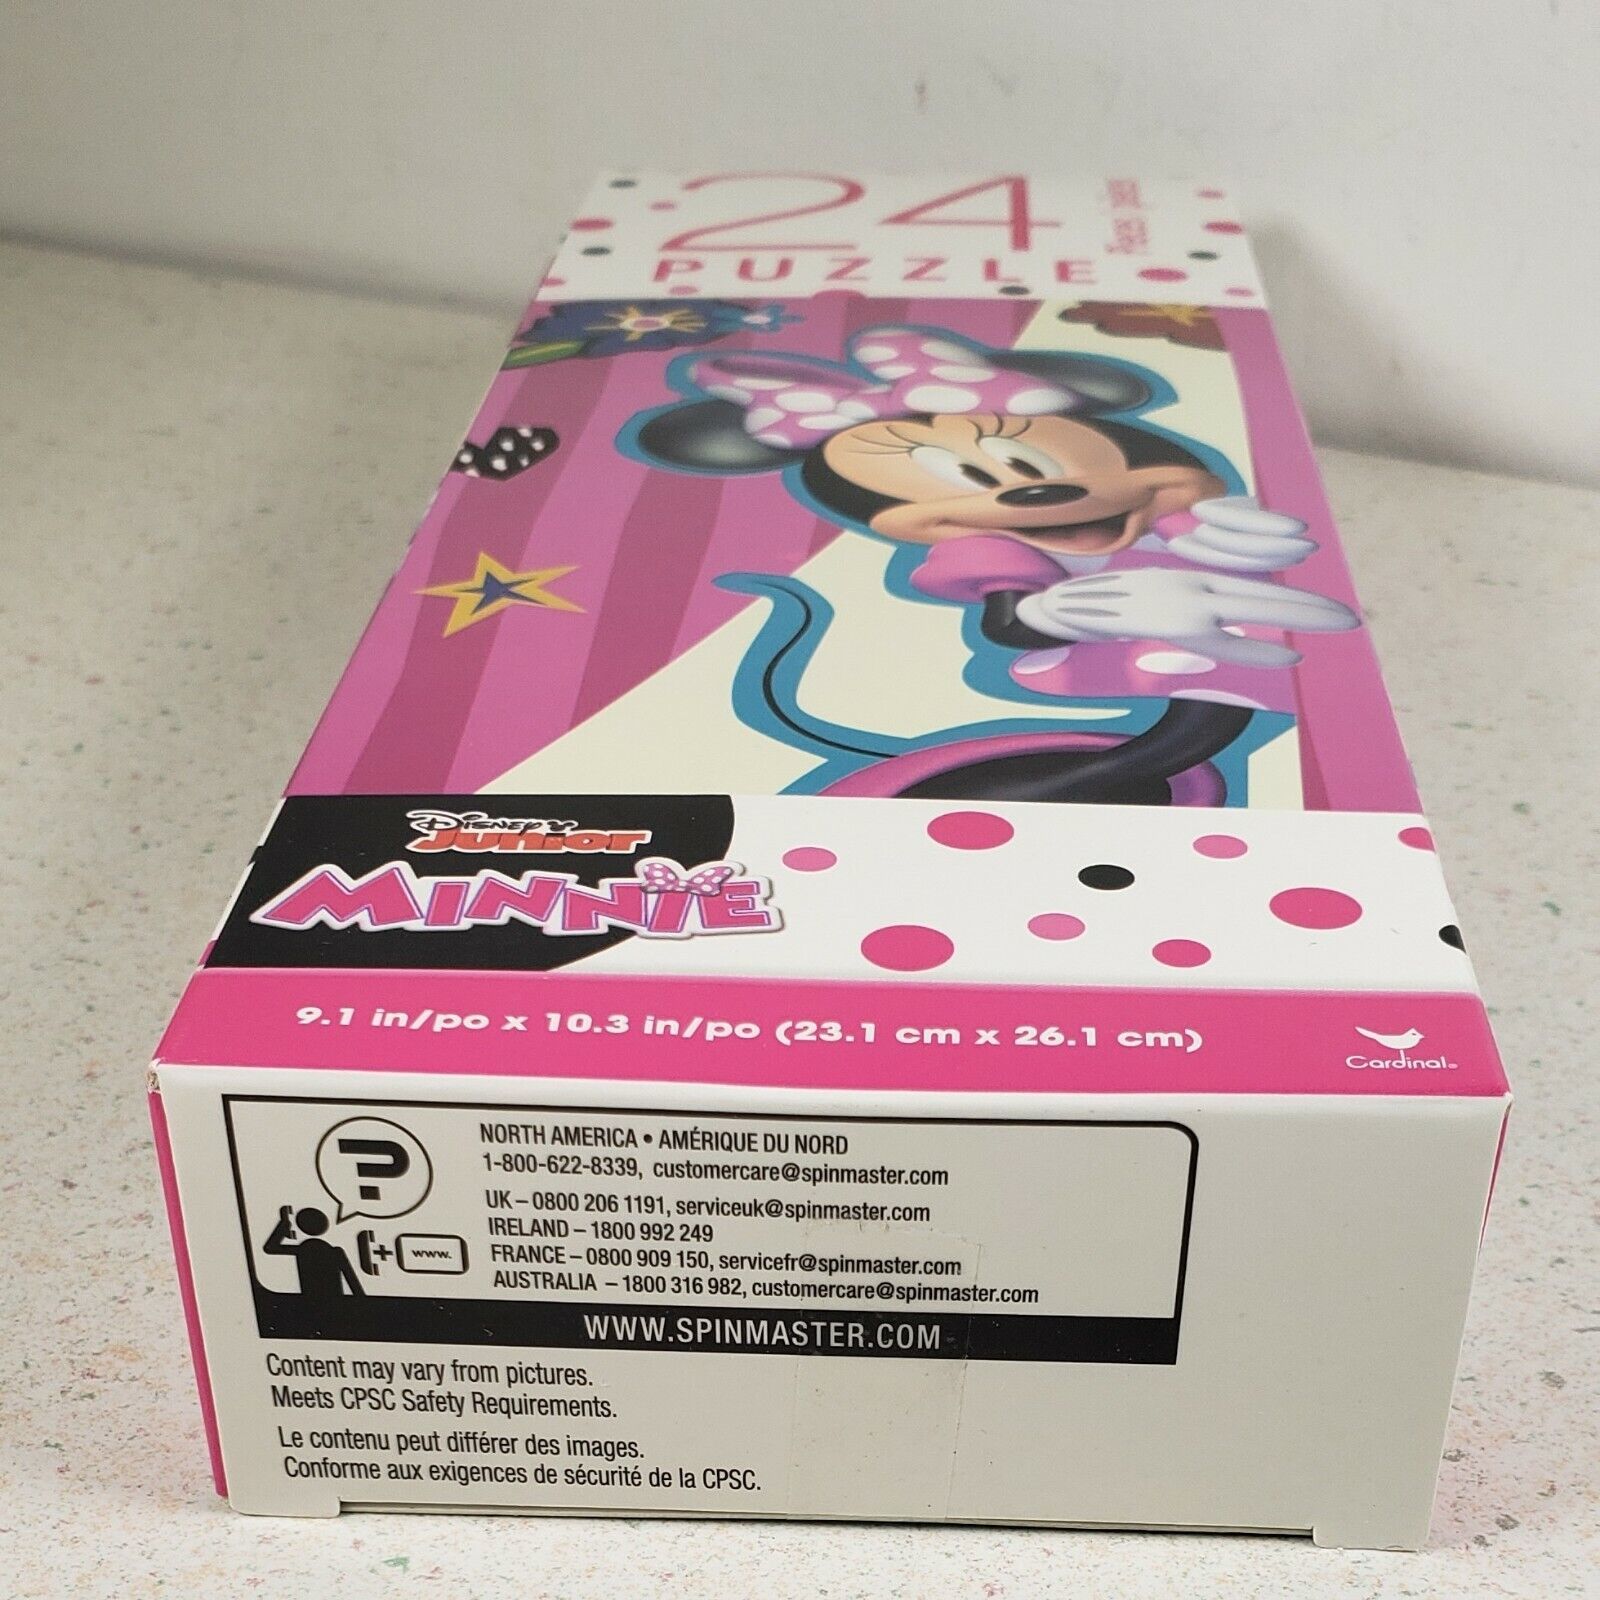 24
Pieces pièces
PUZZLE
Disney
Junior
MINNIE
9.1 in/po x 10.3 in/po (23.1 cm x 26.1 cm)
Cardinal®
?
www.
NORTH AMERICA • AMÉRIQUE DU NORD
1-800-622-8339, customercare@spinmaster.com
UK – 0800 206 1191, serviceuk@spinmaster.com
IRELAND – 1800 992 249
FRANCE – 0800 909 150, servicefr@spinmaster.com
AUSTRALIA – 1800 316 982, customercare@spinmaster.com
WWW.SPINMASTER.COM
Content may vary from pictures.
Meets CPSC Safety Requirements.
Le contenu peut différer des images.
Conforme aux exigences de sécurité de la CPSC.